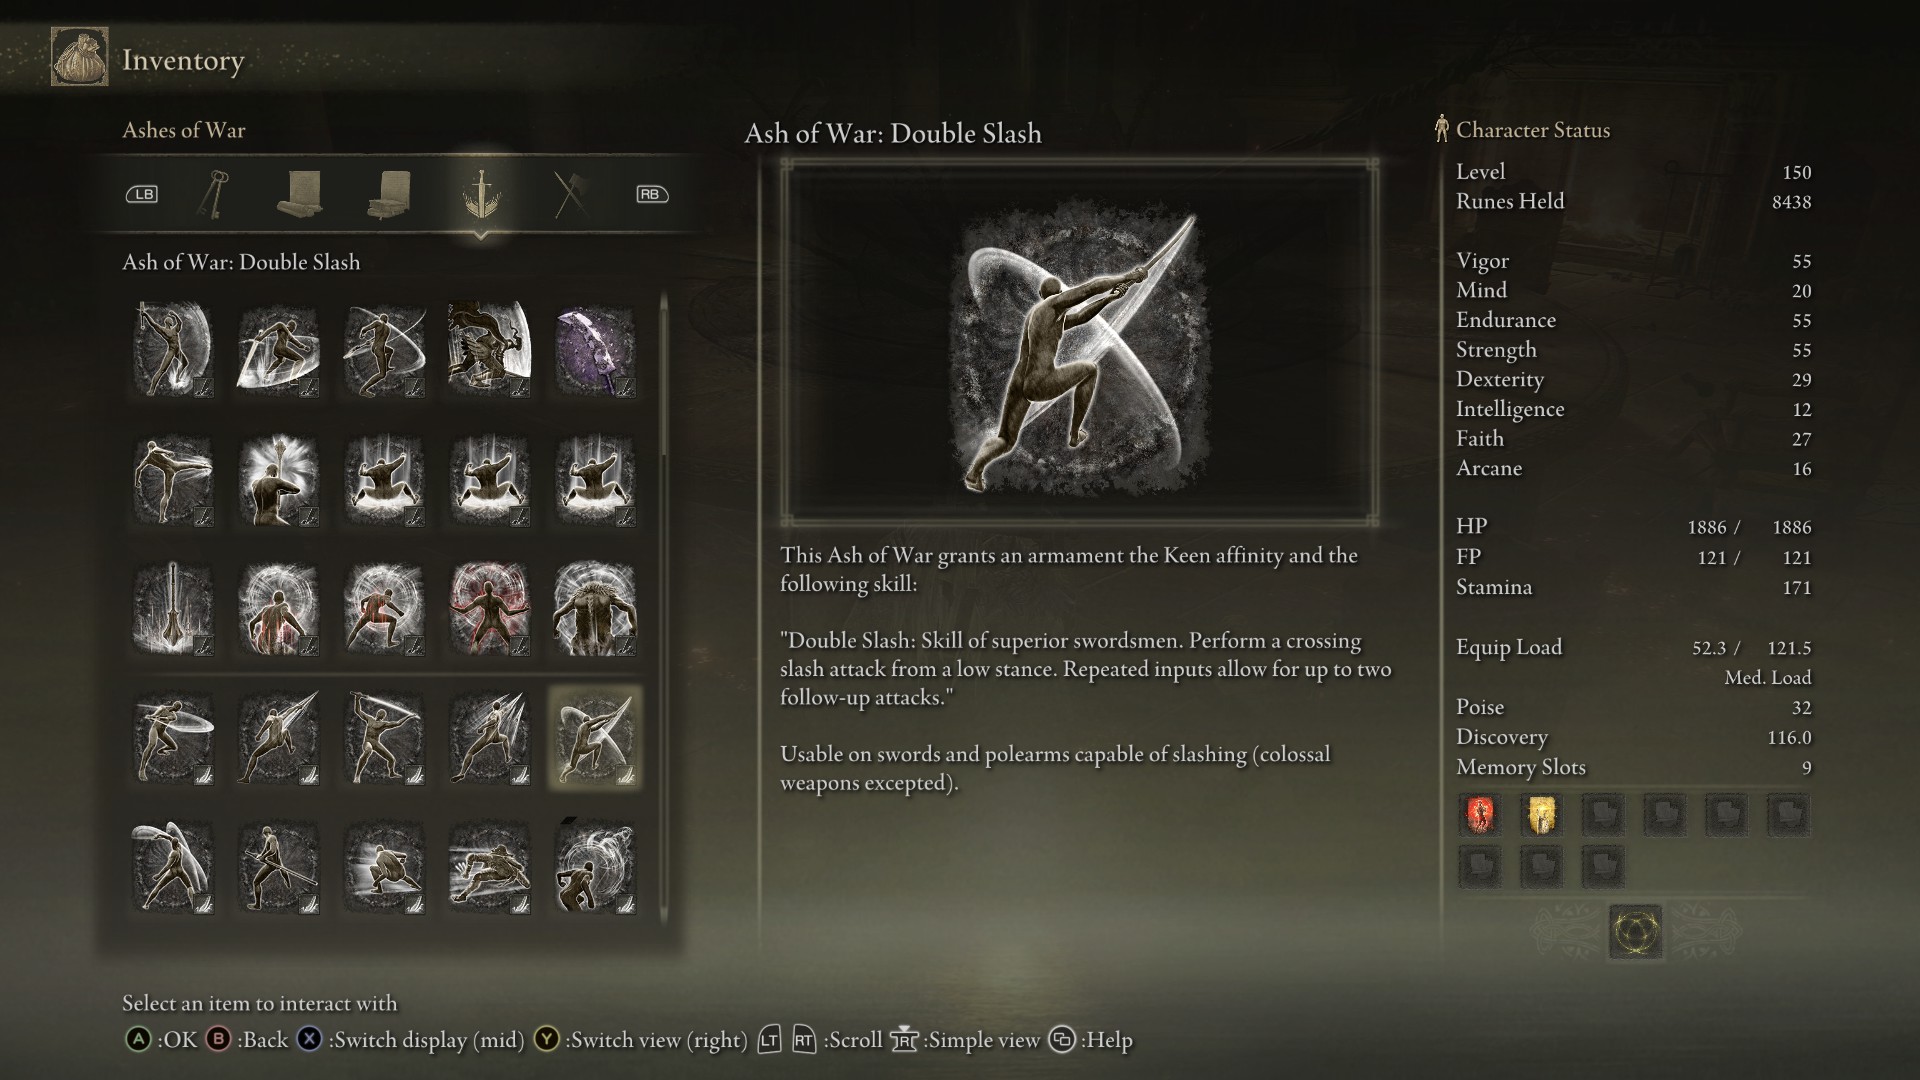 Inventory
Ashes of War
LB
RB
Ash of War: Double Slash
Ash of War: Double Slash
This Ash of War grants an armament the Keen affinity and the
following skill:
"Double Slash: Skill of superior swordsmen. Perform a crossing
slash attack from a low stance. Repeated inputs allow for up to two
follow-up attacks."
Usable on swords and polearms capable of slashing (colossal
weapons excepted).
Character Status
Level 150
Runes Held 8438
Vigor 55
Mind 20
Endurance 55
Strength 55
Dexterity 29
Intelligence 12
Faith 27
Arcane 16
HP 1886 / 1886
FP 121 / 121
Stamina 171
Equip Load 52.3 / 121.5
Med. Load
Poise 32
Discovery 116.0
Memory Slots 9
Select an item to interact with
A :OK B :Back X :Switch display (mid) Y :Switch view (right) LT RT :Scroll R :Simple view :Help